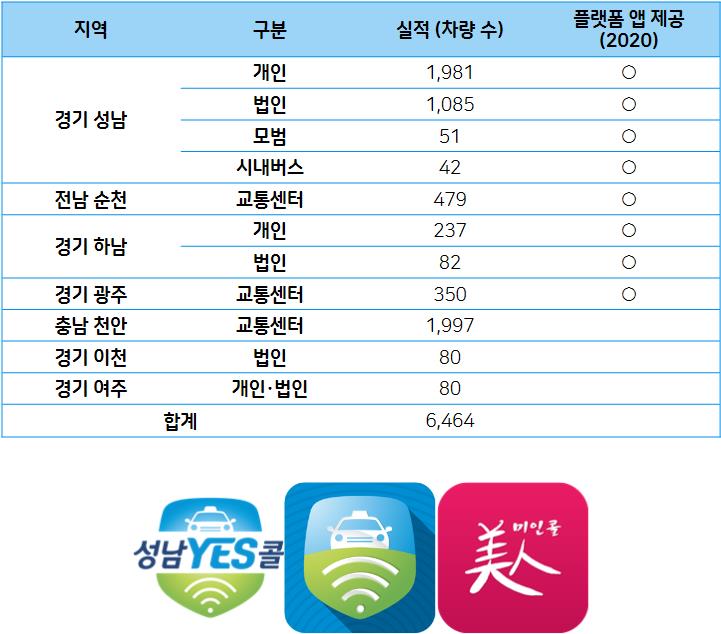 지역 구분 실적 (차량 수) 플랫폼 앱 제공
(2020)
경기 성남 개인 1,981 ○
법인 1,085 ○
모범 51 ○
시내버스 42 ○
전남 순천 교통센터 479 ○
경기 하남 개인 237 ○
법인 82 ○
경기 광주 교통센터 350 ○
충남 천안 교통센터 1,997
경기 이천 법인 80
경기 여주 개인·법인 80
합계 6,464
성남YES콜
미인콜
美人